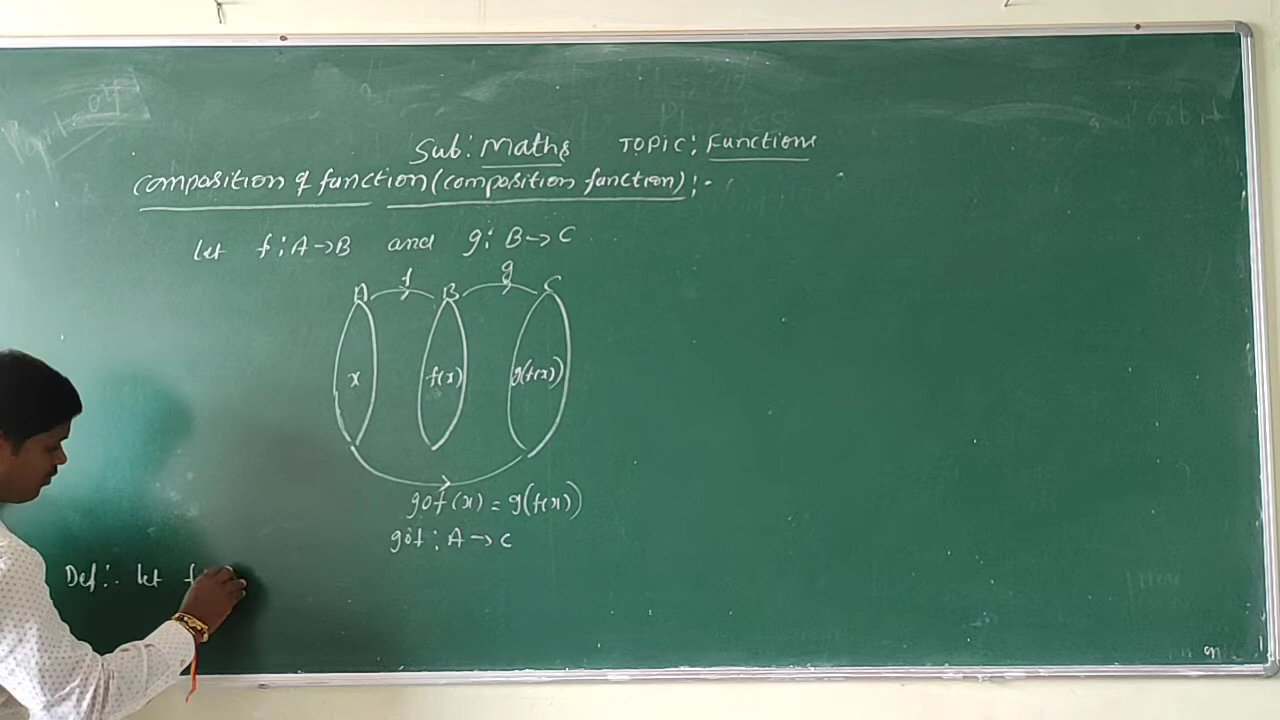 Sub: Maths TOPIC: Functions
Composition of function (composition function) :-
let f: A→B and g: B→C
f g
A B C
x f(x) g(f(x))
gof(x) = g(f(x))
gof: A→C
Def:- let f